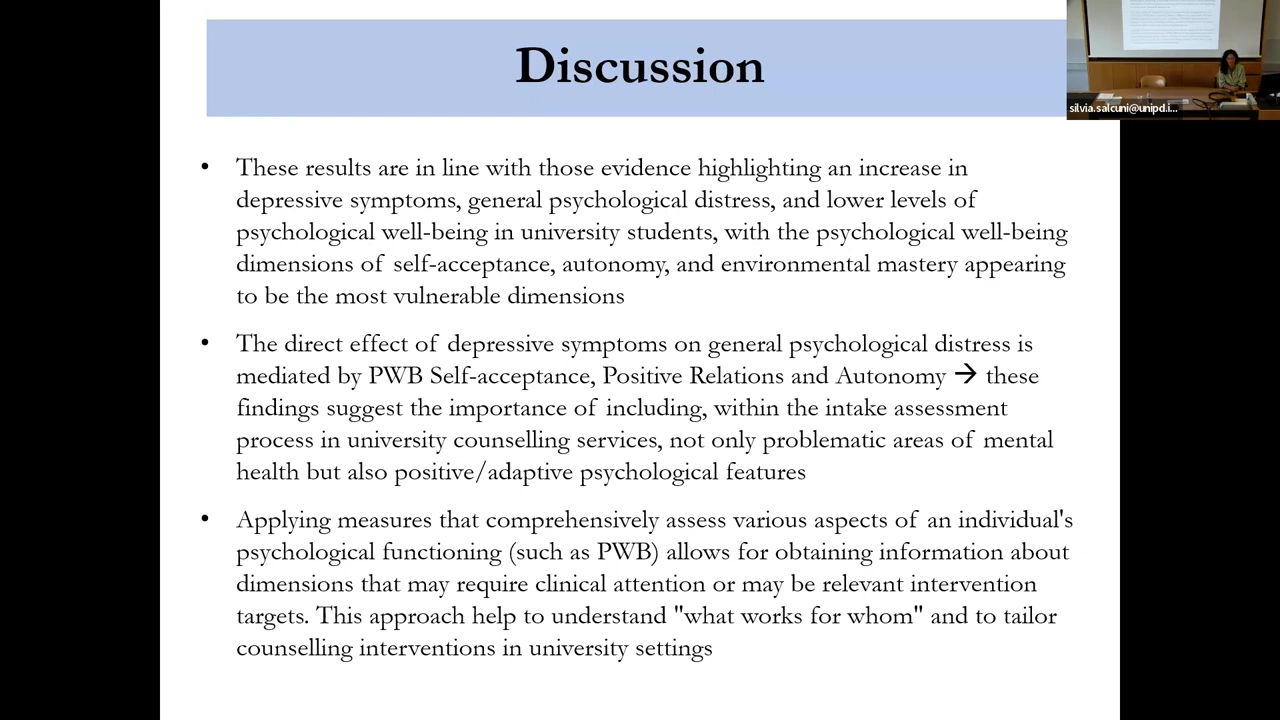 Discussion
silvia.salcuni@unipd.i...
• These results are in line with those evidence highlighting an increase in
depressive symptoms, general psychological distress, and lower levels of
psychological well-being in university students, with the psychological well-being
dimensions of self-acceptance, autonomy, and environmental mastery appearing
to be the most vulnerable dimensions
• The direct effect of depressive symptoms on general psychological distress is
mediated by PWB Self-acceptance, Positive Relations and Autonomy → these
findings suggest the importance of including, within the intake assessment
process in university counselling services, not only problematic areas of mental
health but also positive/adaptive psychological features
• Applying measures that comprehensively assess various aspects of an individual's
psychological functioning (such as PWB) allows for obtaining information about
dimensions that may require clinical attention or may be relevant intervention
targets. This approach help to understand "what works for whom" and to tailor
counselling interventions in university settings